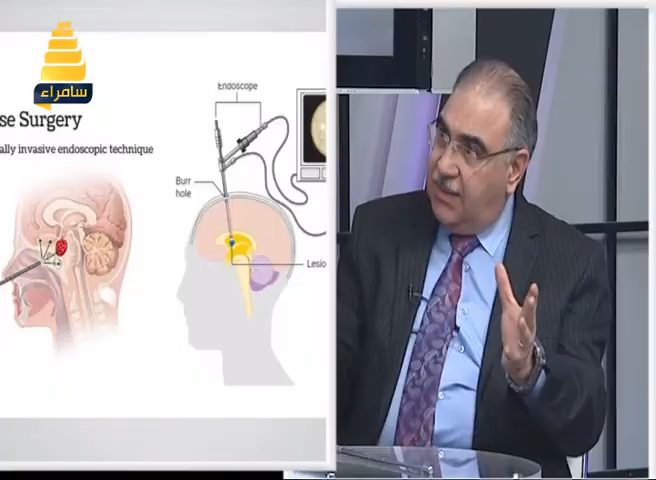 سامراء
se Surgery
ally invasive endoscopic technique
Endoscope
Burr
hole
Lesio